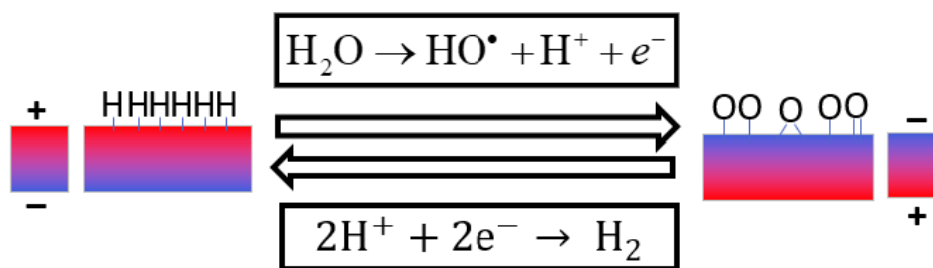 H₂O → HO• + H⁺ + e⁻
+ HHHHHH OO O OO −
− +
2H⁺ + 2e⁻ → H₂